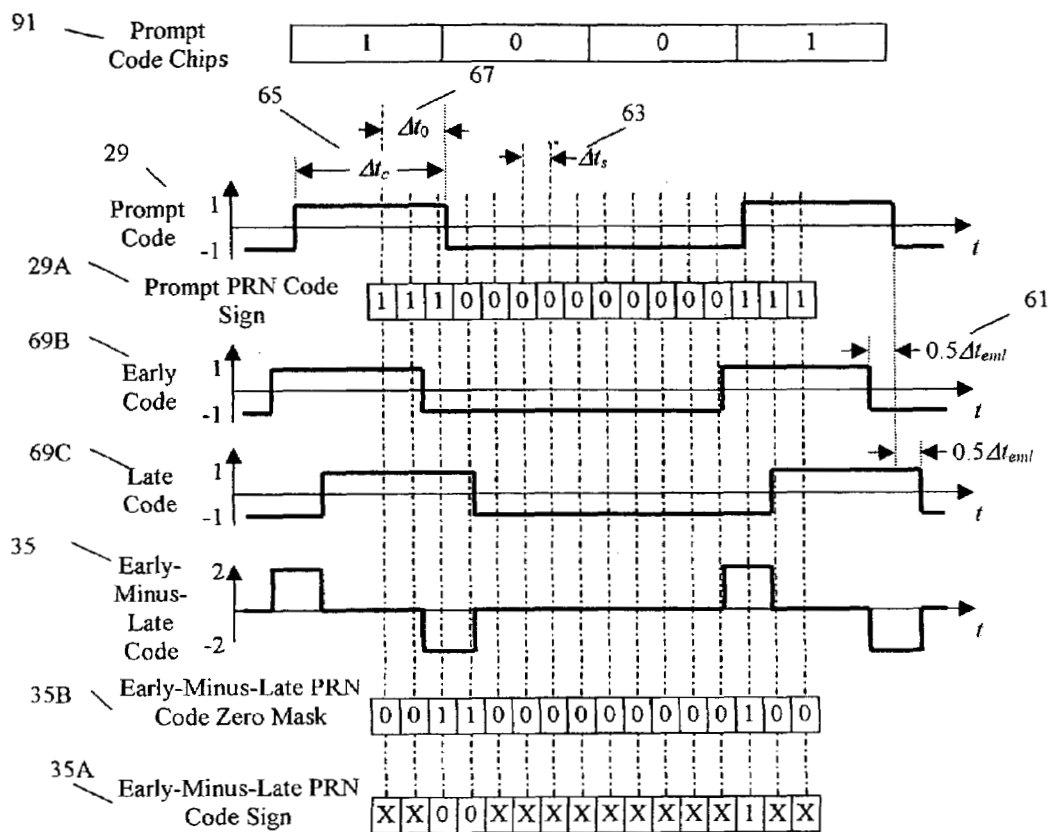 91
Prompt
Code Chips
1 0 0 1
67
65
63
Δt₀
Δtₛ
Δt_c
29
1
Prompt
Code
-1
t
29A
Prompt PRN Code
Sign
1 1 1 0 0 0 0 0 0 0 0 0 0 1 1 1
61
69B
1
Early
Code
-1
t
0.5Δt_eml
69C
1
Late
Code
-1
t
0.5Δt_eml
35
Early-
Minus-
Late
Code
2
-2
t
35B
Early-Minus-Late PRN
Code Zero Mask
0 0 1 1 0 0 0 0 0 0 0 0 0 1 0 0
35A
Early-Minus-Late PRN
Code Sign
X X 0 0 X X X X X X X X X 1 X X